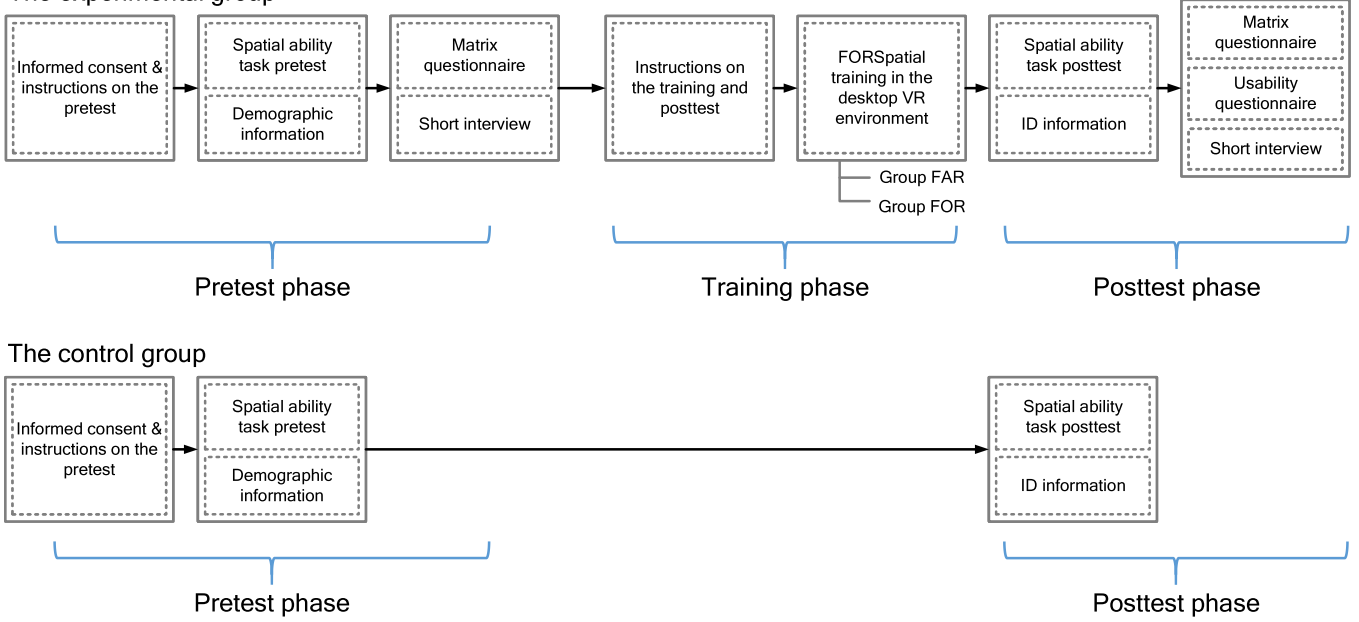 The experimental group
Informed consent &
instructions on the
pretest
Spatial ability
task pretest
Demographic
information
Matrix
questionnaire
Short interview
Instructions on
the training and
posttest
FORSpatial
training in the
desktop VR
environment
Group FAR
Group FOR
Spatial ability
task posttest
ID information
Matrix
questionnaire
Usability
questionnaire
Short interview
Pretest phase
Training phase
Posttest phase
The control group
Informed consent &
instructions on the
pretest
Spatial ability
task pretest
Demographic
information
Spatial ability
task posttest
ID information
Pretest phase
Posttest phase